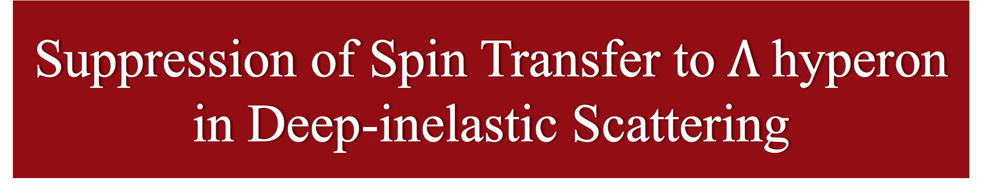 Suppression of Spin Transfer to Λ hyperon
in Deep-inelastic Scattering